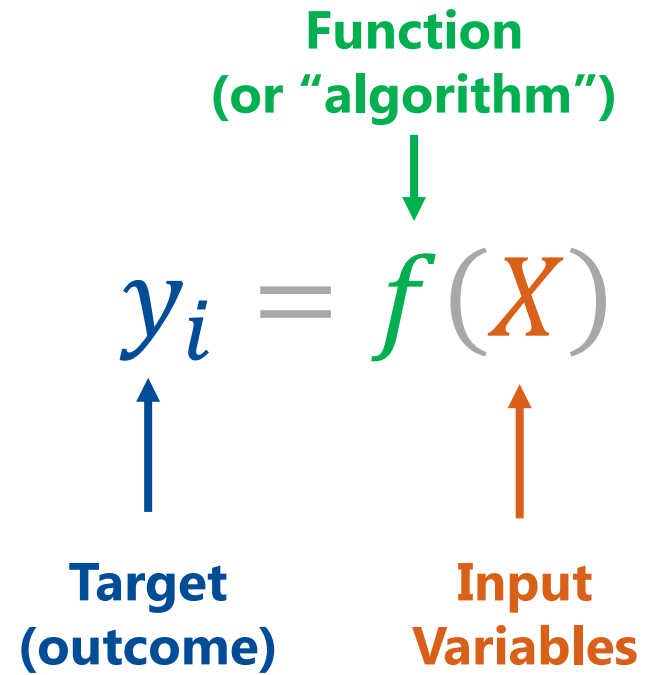 Function
(or “algorithm”)
yᵢ = f(X)
Target
(outcome)
Input
Variables